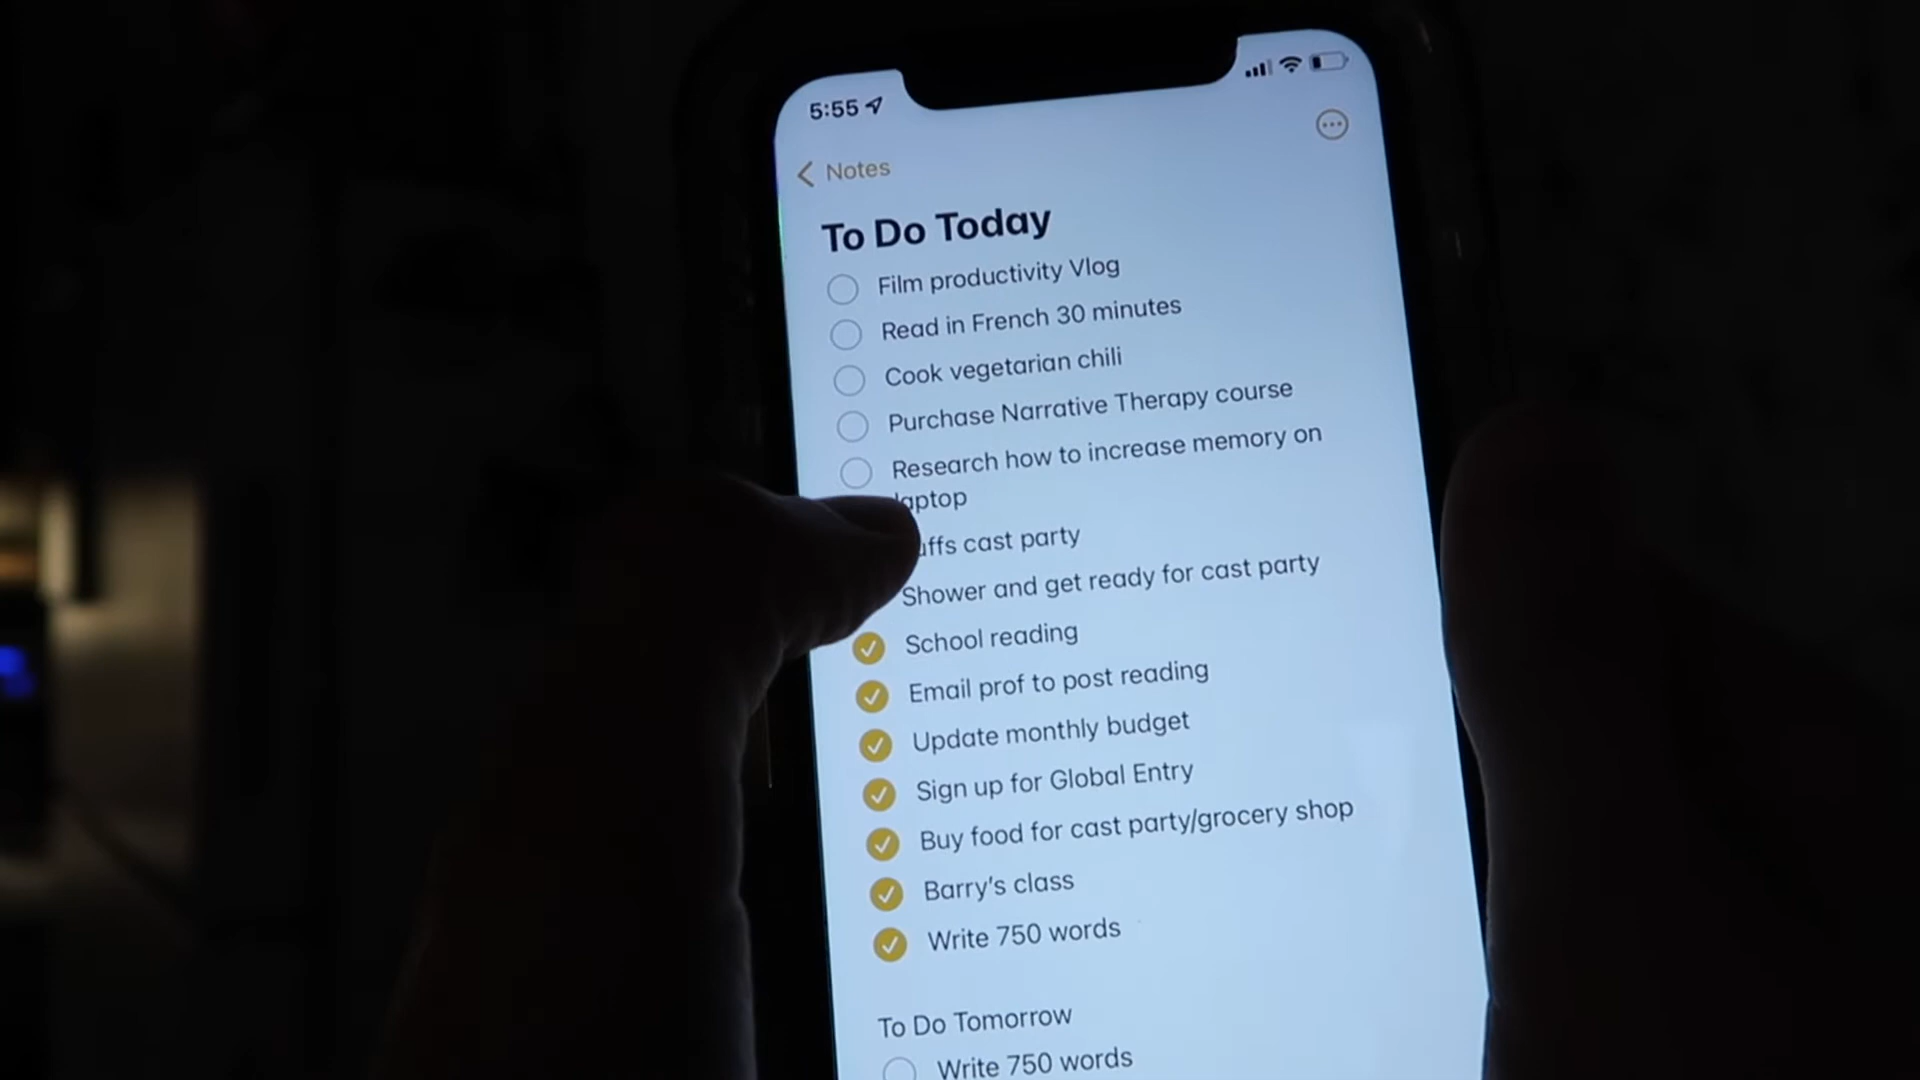 5:55
Notes
To Do Today
Film productivity Vlog
Read in French 30 minutes
Cook vegetarian chili
Purchase Narrative Therapy course
Research how to increase memory on
laptop
cast party
Shower and get ready for cast party
School reading
Email prof to post reading
Update monthly budget
Sign up for Global Entry
Buy food for cast party/grocery shop
Barry's class
Write 750 words
To Do Tomorrow
Write 750 words